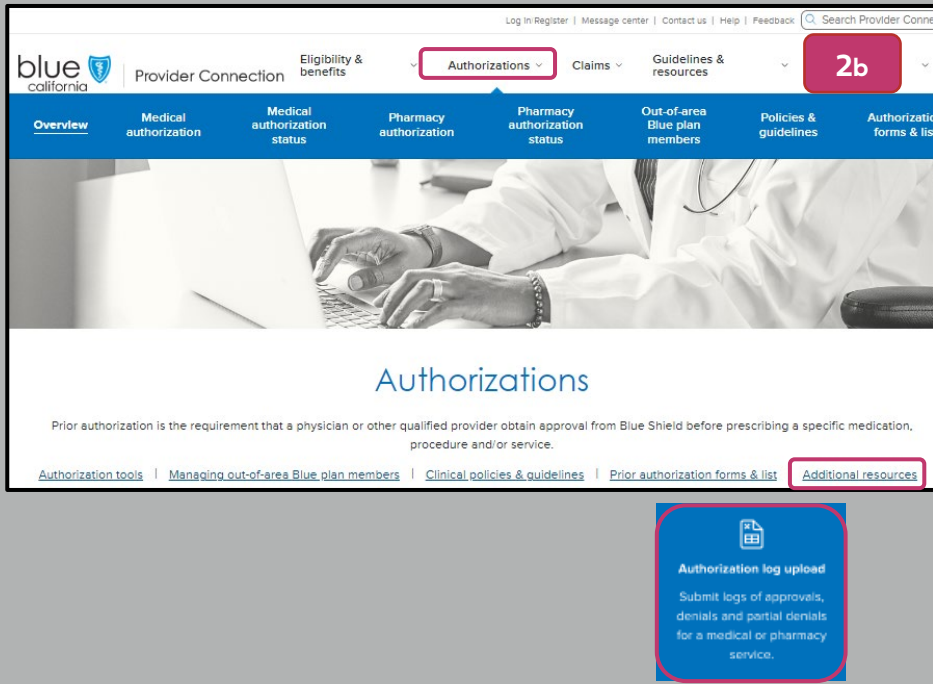 Log In/Register | Message center | Contact us | Help | Feedback Search Provider Conne
blue
california
Provider Connection
Eligibility &
benefits
Authorizations
Claims
Guidelines &
resources
2b
Overview
Medical
authorization
Medical
authorization
status
Pharmacy
authorization
Pharmacy
authorization
status
Out-of-area
Blue plan
members
Policies &
guidelines
Authorizatio
forms & lis
Authorizations
Prior authorization is the requirement that a physician or other qualified provider obtain approval from Blue Shield before prescribing a specific medication,
procedure and/or service.
Authorization tools | Managing out-of-area Blue plan members | Clinical policies & guidelines | Prior authorization forms & list Additional resources
Authorization log upload
Submit logs of approvals,
denials and partial denials
for a medical or pharmacy
service.